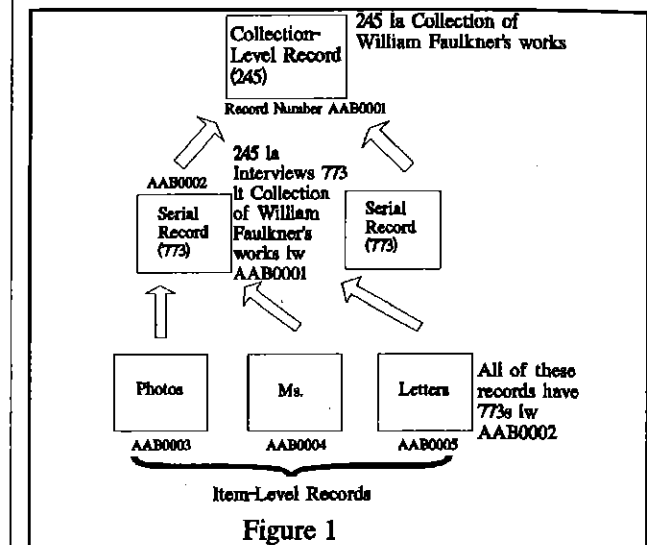 Collection-
Level Record
(245)
245 ‡a Collection of
William Faulkner's works
Record Number AAB0001
AAB0002
245 ‡a
Interviews 773
‡t Collection
of William
Faulkner's
works ‡w
AAB0001
Serial
Record
(773)
Serial
Record
(773)
Photos
Ms.
Letters
All of these
records have
773s ‡w
AAB0002
AAB0003
AAB0004
AAB0005
Item-Level Records
Figure 1